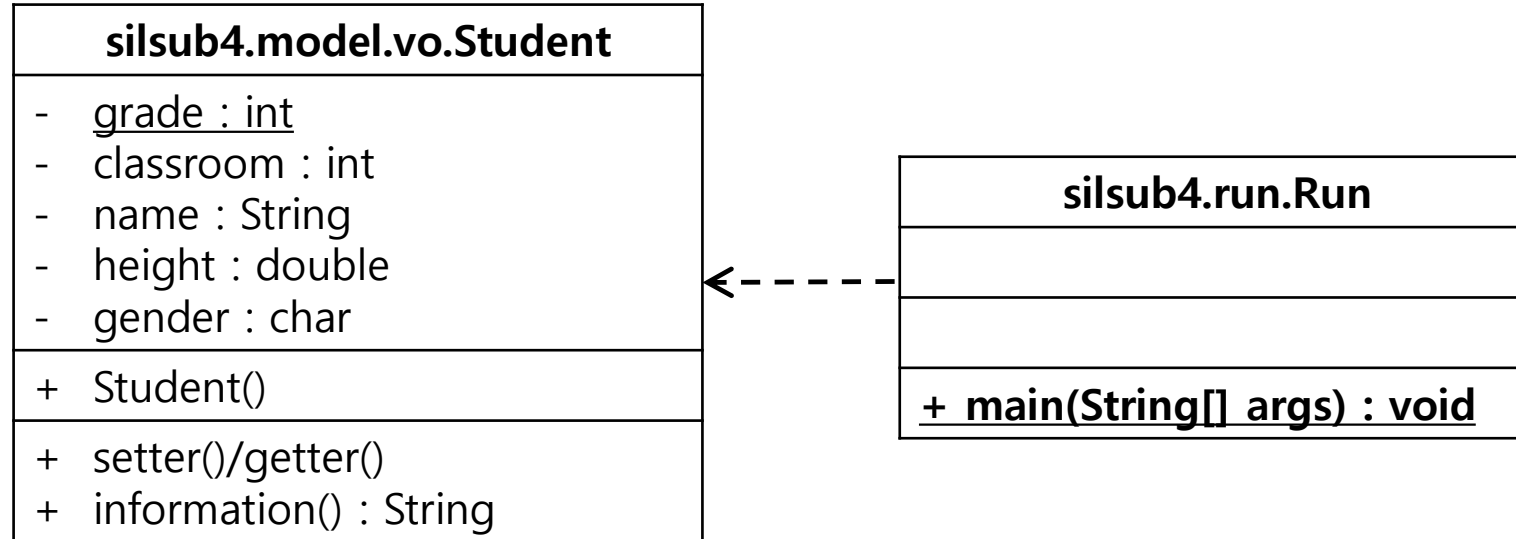 silsub4.model.vo.Student
- grade : int
- classroom : int
- name : String
- height : double
- gender : char
+ Student()
+ setter()/getter()
+ information() : String
silsub4.run.Run
+ main(String[] args) : void